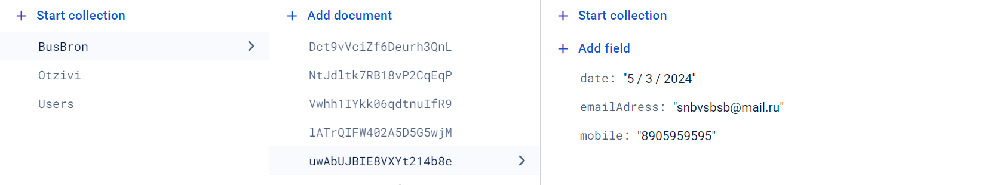 + Start collection
BusBron
Otzivi
Users
+ Add document
Dct9vVciZf6Deurh3QnL
NtJdltk7RB18vP2CqEqP
Vwhh1IYkk06qdtnuIfR9
lATrQIFW402A5D5G5wjM
uwAbUJBIE8VXYt214b8e
+ Start collection
+ Add field
date: "5 / 3 / 2024"
emailAdress: "snbvsbsb@mail.ru"
mobile: "8905959595"